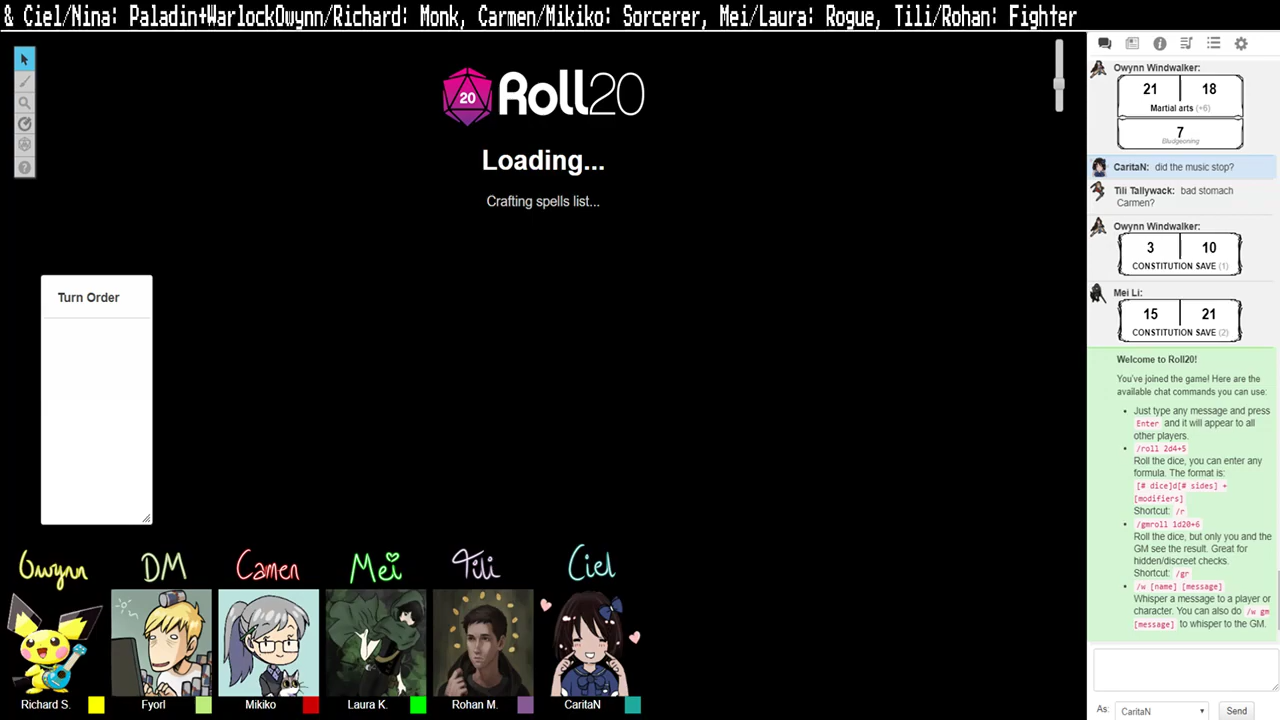 & Ciel/Nina: Paladin+WarlockOwynn/Richard: Monk, Carmen/Mikiko: Sorcerer, Mei/Laura: Rogue, Tili/Rohan: Fighter
20 Roll20
Loading...
Crafting spells list...
Turn Order
Owynn
DM
Camen
Mei
Tili
Ciel
Richard S.
Fyorl
Mikiko
Laura K.
Rohan M.
CaritaN
Owynn Windwalker:
21 18
Martial arts (+6)
7
Bludgeoning
CaritaN: did the music stop?
Tili Tallywack: bad stomach
Carmen?
Owynn Windwalker:
3 10
CONSTITUTION SAVE (1)
Mei Li:
15 21
CONSTITUTION SAVE (2)
Welcome to Roll20!
You've joined the game! Here are the
available chat commands you can use:
• Just type any message and press
Enter and it will appear to all
other players.
• /roll 2d4+5
Roll the dice, you can enter any
formula. The format is:
[# dice]d[# sides] +
[modifiers]
Shortcut: /r
• /gmroll 1d20+6
Roll the dice, but only you and the
GM see the result. Great for
hidden/discreet checks.
Shortcut: /gr
• /w [name] [message]
Whisper a message to a player or
character. You can also do /w gm
[message] to whisper to the GM.
As: CaritaN Send